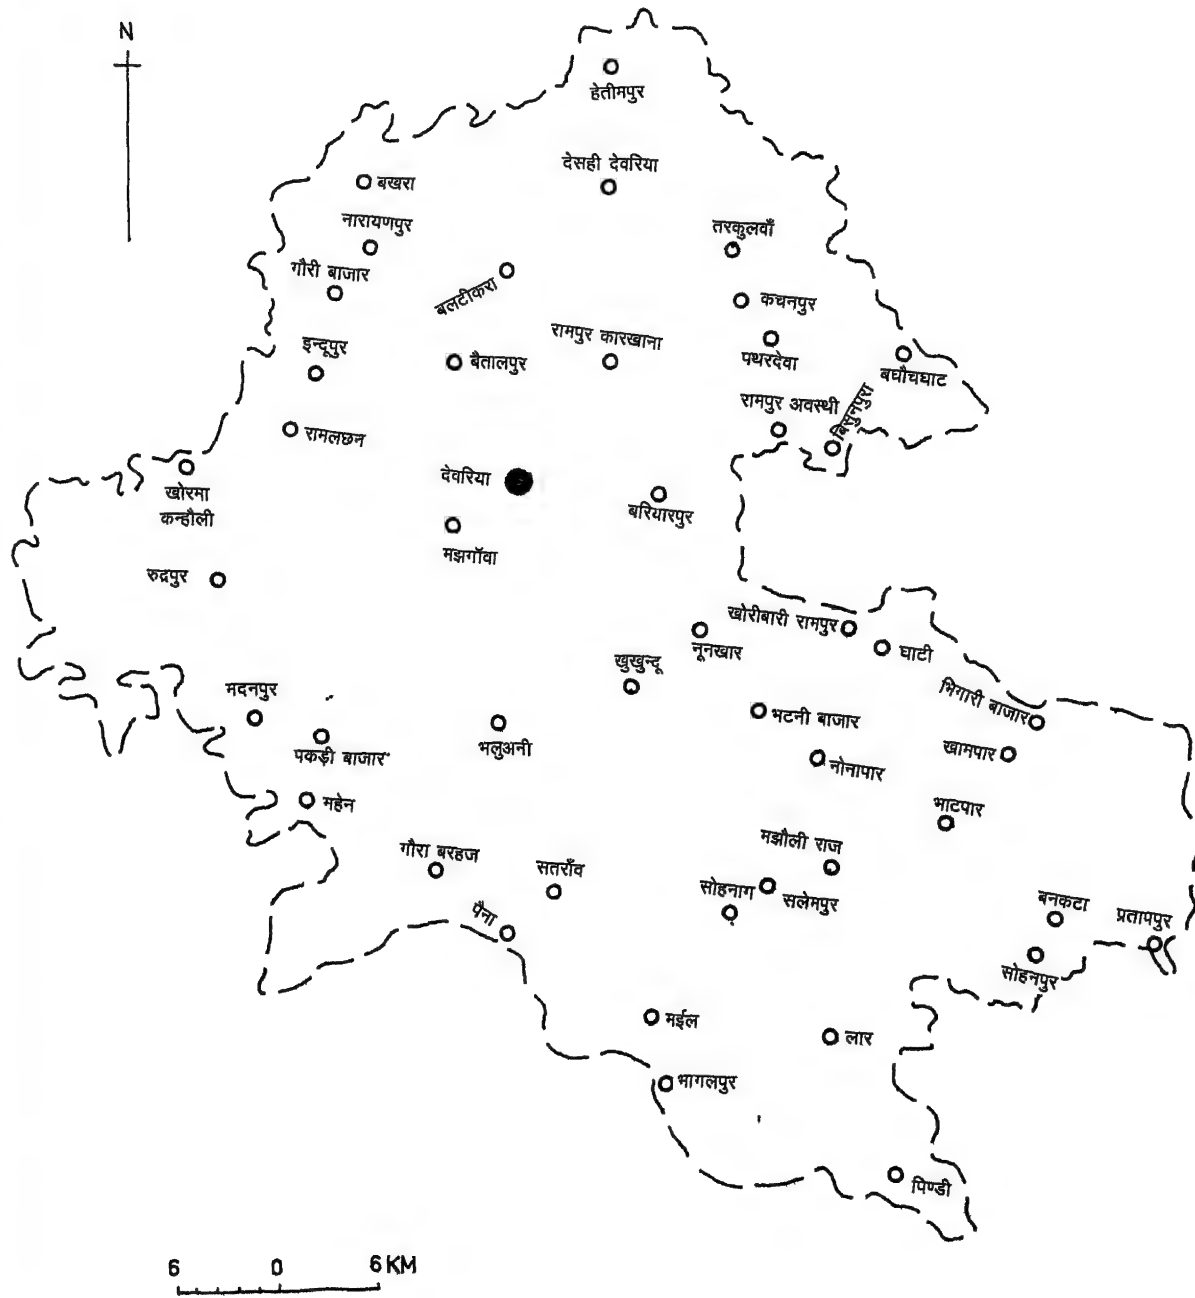 N
हेतीमपुर
देसही देवरिया
बखरा
नारायणपुर
तरकुलवाँ
गौरी बाजार
बलटीकरा
कचनपुर
रामपुर कारखाना
इन्दूपुर
बैतालपुर
पथरदेवा
बघौचघाट
रामपुर अवस्थी
बिसुनपुरा
रामलछन
देवरिया
खोरमा
कन्हौली
बरियारपुर
मझगाँवा
रुद्रपुर
खोरीबारी रामपुर
नूनखार
घाटी
खुखुन्दू
मदनपुर
भिगारी बाजार
भटनी बाजार
पकड़ी बाजार
भलुअनी
खामपार
नोनापार
महेन
भाटपार
मझौली राज
गौरा बरहज
सतराँव
सोहनाग
सलेमपुर
बनकटा
प्रतापपुर
पैना
सोहनपुर
मईल
लार
भागलपुर
पिण्डी
6 0 6 KM